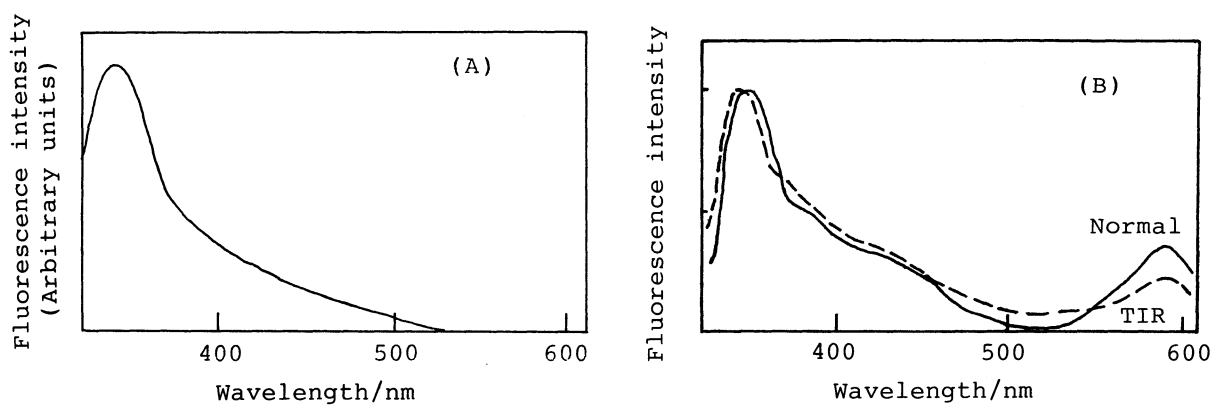 Fluorescence intensity
(Arbitrary units)
(A)
400
500
600
Wavelength/nm
Fluorescence intensity
(B)
Normal
TIR
400
500
600
Wavelength/nm